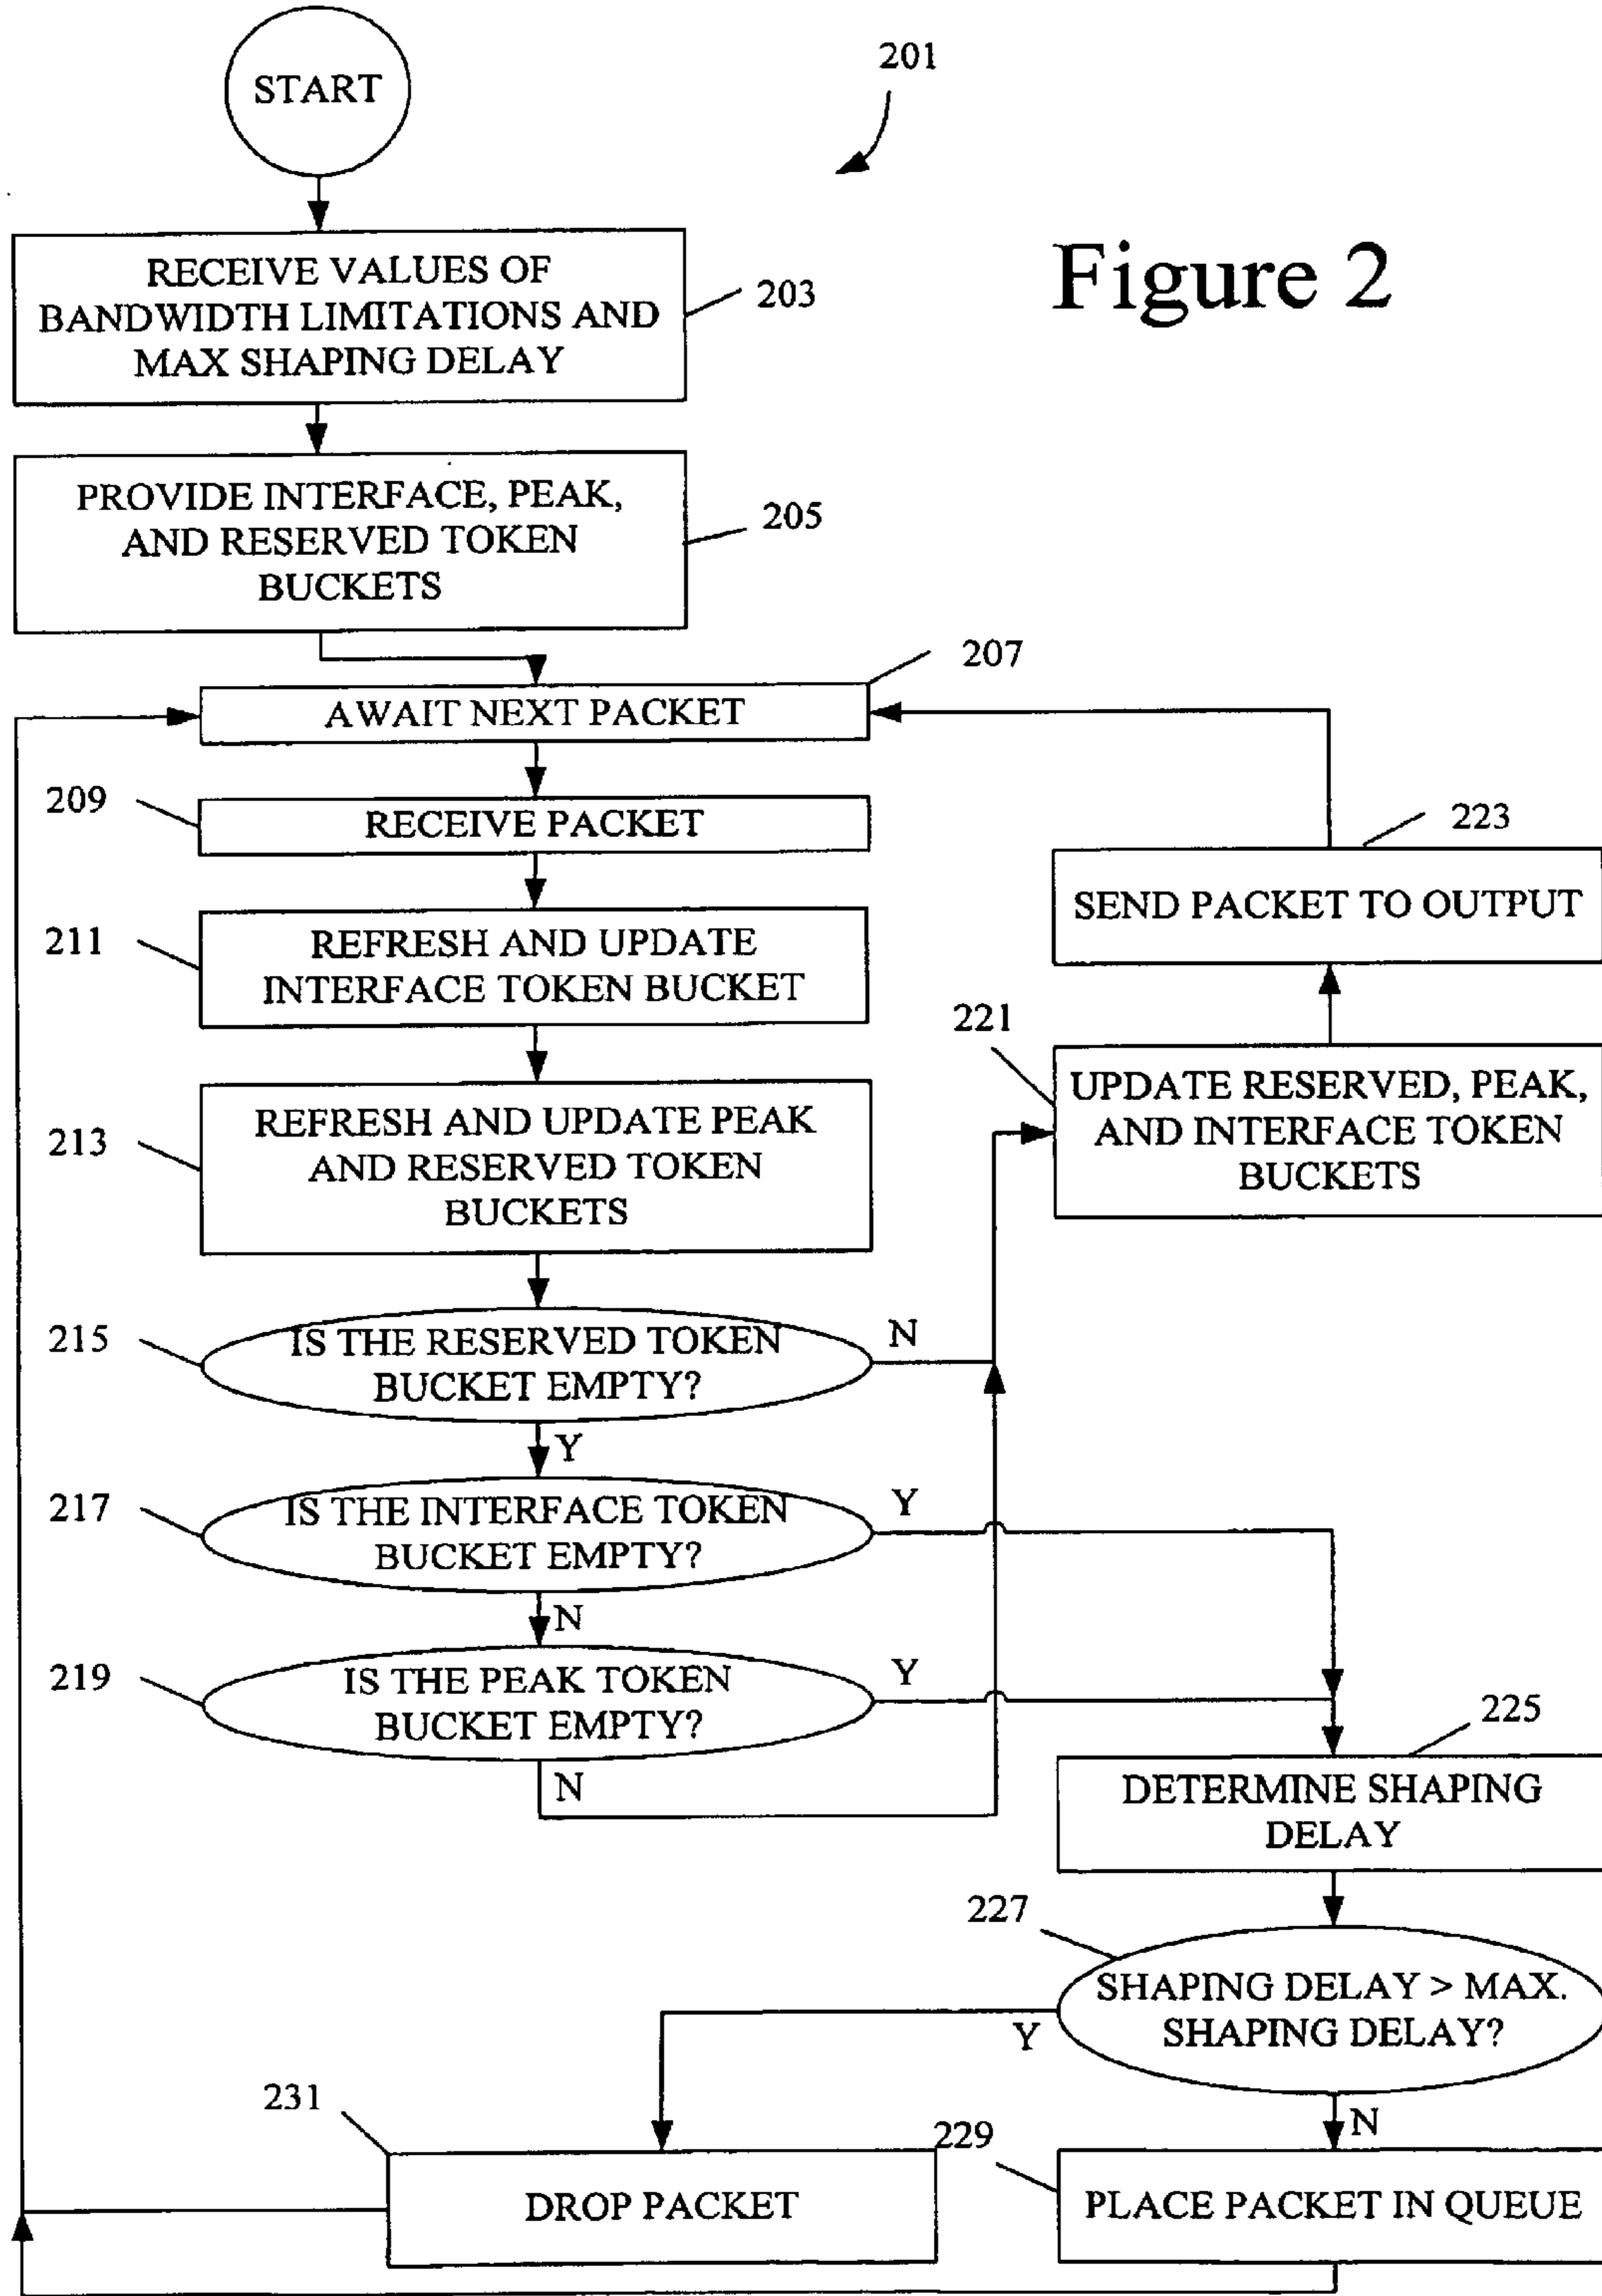 START
201
Figure 2
RECEIVE VALUES OF
BANDWIDTH LIMITATIONS AND
MAX SHAPING DELAY
203
PROVIDE INTERFACE, PEAK,
AND RESERVED TOKEN
BUCKETS
205
207
AWAIT NEXT PACKET
209
RECEIVE PACKET
223
SEND PACKET TO OUTPUT
211
REFRESH AND UPDATE
INTERFACE TOKEN BUCKET
221
UPDATE RESERVED, PEAK,
AND INTERFACE TOKEN
BUCKETS
213
REFRESH AND UPDATE PEAK
AND RESERVED TOKEN
BUCKETS
215
IS THE RESERVED TOKEN
BUCKET EMPTY?
N
Y
217
IS THE INTERFACE TOKEN
BUCKET EMPTY?
Y
N
219
IS THE PEAK TOKEN
BUCKET EMPTY?
Y
N
225
DETERMINE SHAPING
DELAY
227
SHAPING DELAY > MAX.
SHAPING DELAY?
Y
N
231
DROP PACKET
229
PLACE PACKET IN QUEUE